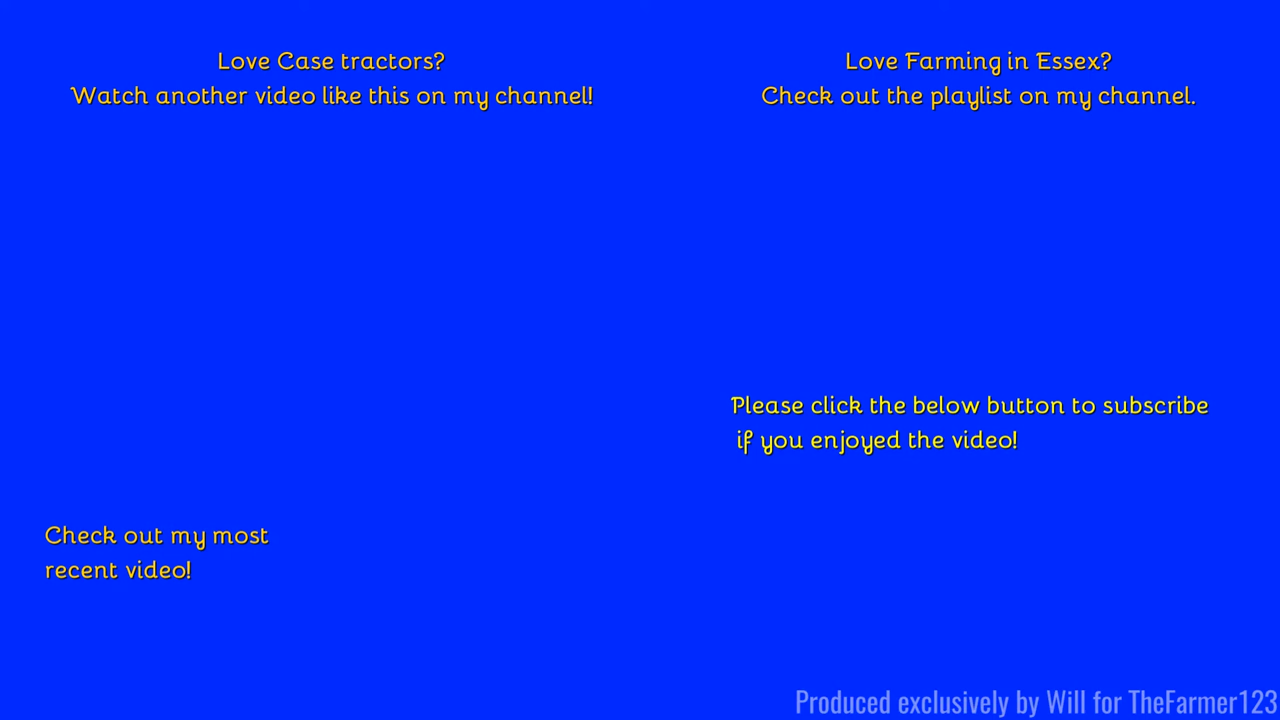 Love Case tractors?
Watch another video like this on my channel!
Love Farming in Essex?
Check out the playlist on my channel.
Please click the below button to subscribe
if you enjoyed the video!
Check out my most
recent video!
Produced exclusively by Will for TheFarmer123